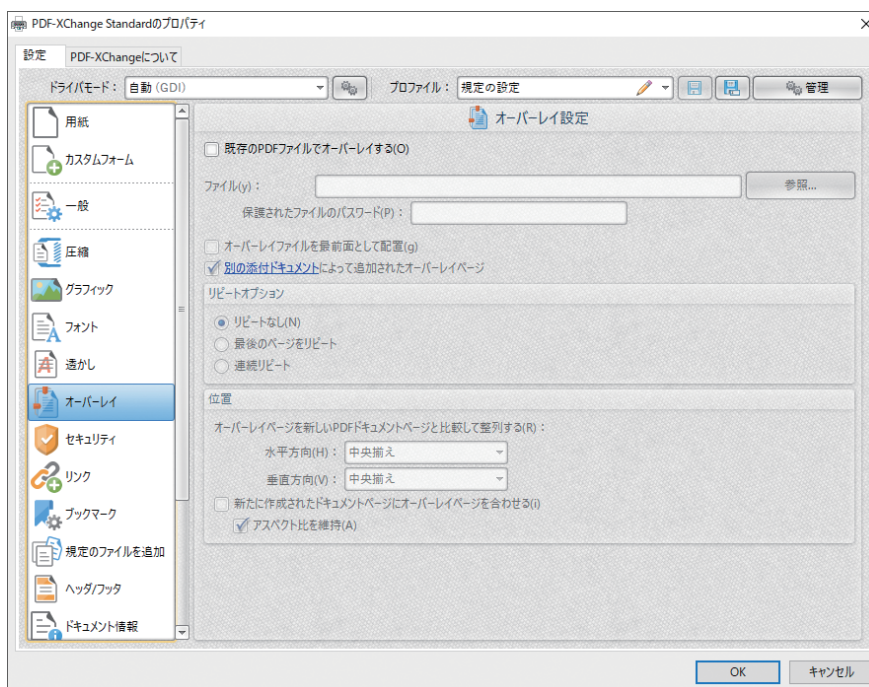 PDF-XChange Standardのプロパティ
設定 PDF-XChangeについて
ドライバモード： 自動 (GDI) プロファイル： 規定の設定 管理
用紙
カスタムフォーム
一般
圧縮
グラフィック
フォント
透かし
オーバーレイ
セキュリティ
リンク
ブックマーク
規定のファイルを追加
ヘッダ/フッタ
ドキュメント情報
オーバーレイ設定
既存のPDFファイルでオーバーレイする(O)
ファイル(y)： 参照...
保護されたファイルのパスワード(P)：
オーバーレイファイルを最前面として配置(g)
別の添付ドキュメントによって追加されたオーバーレイページ
リピートオプション
リピートなし(N)
最後のページをリピート
連続リピート
位置
オーバーレイページを新しいPDFドキュメントページと比較して整列する(R)：
水平方向(H)： 中央揃え
垂直方向(V)： 中央揃え
新たに作成されたドキュメントページにオーバーレイページを合わせる(i)
アスペクト比を維持(A)
OK キャンセル